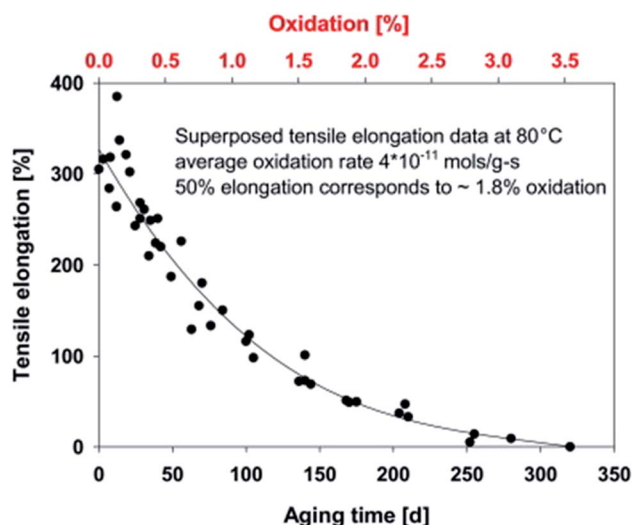 Oxidation [%]
0.0 0.5 1.0 1.5 2.0 2.5 3.0 3.5
400
300
200
100
0
Tensile elongation [%]
Superposed tensile elongation data at 80°C
average oxidation rate 4*10⁻¹¹ mols/g-s
50% elongation corresponds to ~ 1.8% oxidation
0 50 100 150 200 250 300 350
Aging time [d]